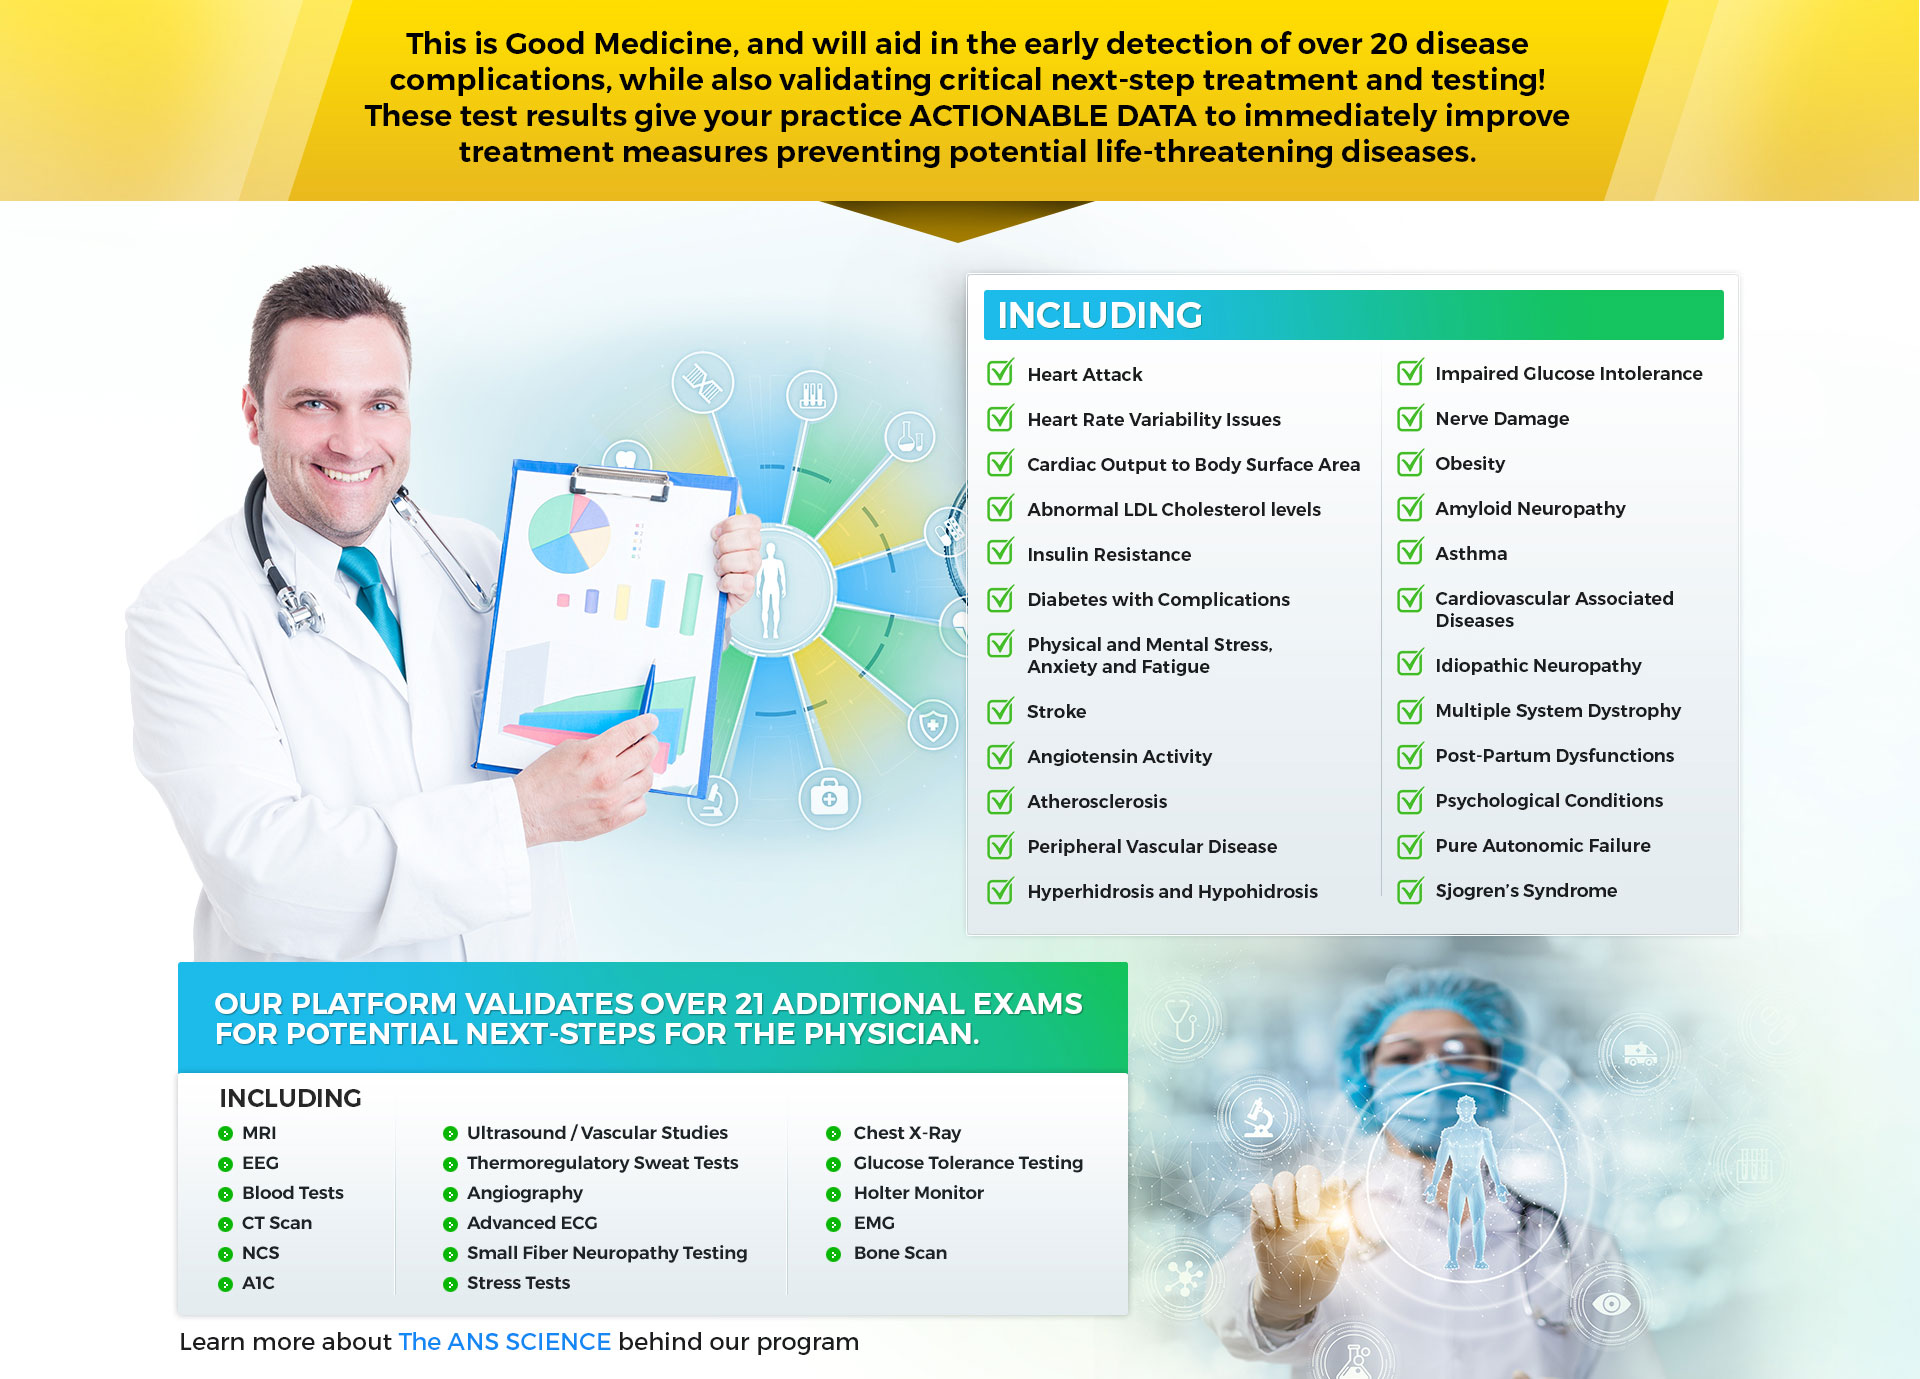 This is Good Medicine, and will aid in the early detection of over 20 disease
complications, while also validating critical next-step treatment and testing!
These test results give your practice ACTIONABLE DATA to immediately improve
treatment measures preventing potential life-threatening diseases.
INCLUDING
Heart Attack
Heart Rate Variability Issues
Cardiac Output to Body Surface Area
Abnormal LDL Cholesterol levels
Insulin Resistance
Diabetes with Complications
Physical and Mental Stress,
Anxiety and Fatigue
Stroke
Angiotensin Activity
Atherosclerosis
Peripheral Vascular Disease
Hyperhidrosis and Hypohidrosis
Impaired Glucose Intolerance
Nerve Damage
Obesity
Amyloid Neuropathy
Asthma
Cardiovascular Associated
Diseases
Idiopathic Neuropathy
Multiple System Dystrophy
Post-Partum Dysfunctions
Psychological Conditions
Pure Autonomic Failure
Sjogren's Syndrome
OUR PLATFORM VALIDATES OVER 21 ADDITIONAL EXAMS
FOR POTENTIAL NEXT-STEPS FOR THE PHYSICIAN.
INCLUDING
MRI
EEG
Blood Tests
CT Scan
NCS
A1C
Ultrasound / Vascular Studies
Thermoregulatory Sweat Tests
Angiography
Advanced ECG
Small Fiber Neuropathy Testing
Stress Tests
Chest X-Ray
Glucose Tolerance Testing
Holter Monitor
EMG
Bone Scan
Learn more about The ANS SCIENCE behind our program